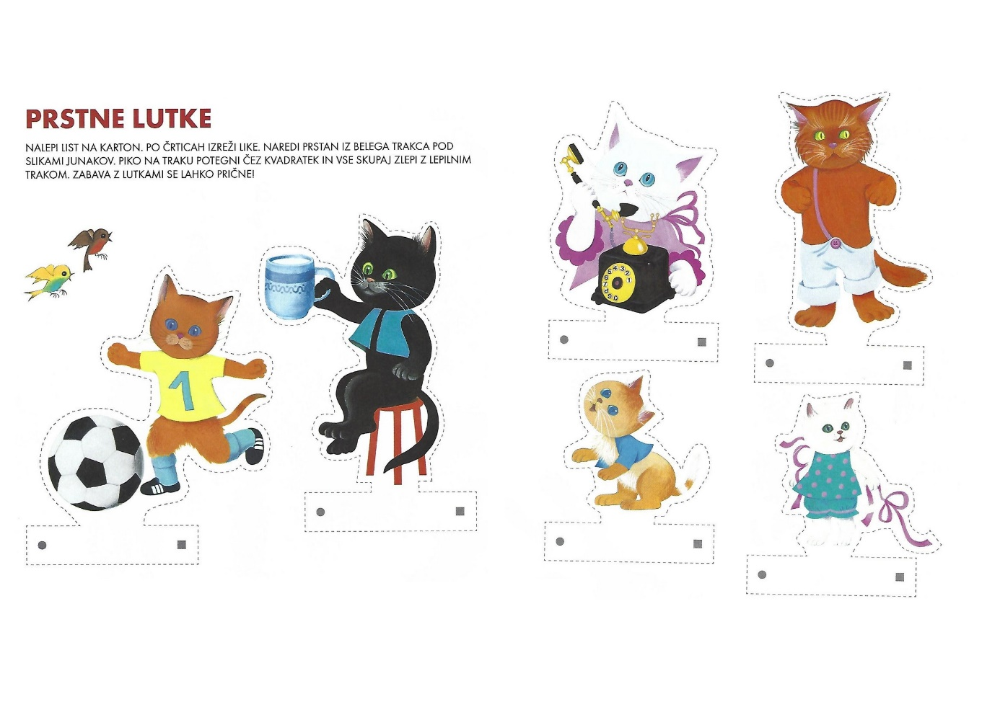 PRSTNE LUTKE
NALEPI LIST NA KARTON. PO ČRTICAH IZREŽI LIKE. NAREDI PRSTAN IZ BELEGA TRAKCA POD
SLIKAMI JUNAKOV. PIKO NA TRAKU POTEGNI ČEZ KVADRATEK IN VSE SKUPAJ ZLEPI Z LEPILNIM
TRAKOM. ZABAVA Z LUTKAMI SE LAHKO PRIČNE!
1